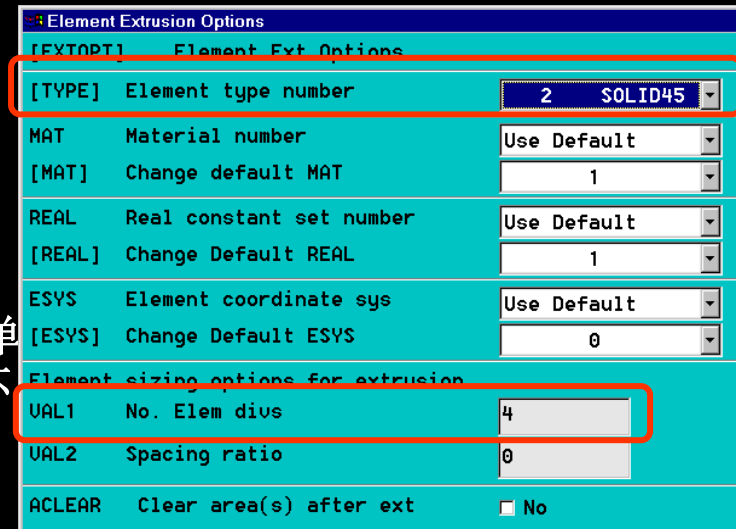 Element Extrusion Options
[EXTOPT] Element Ext Options
[TYPE] Element type number 2 SOLID45
MAT Material number Use Default
[MAT] Change default MAT 1
REAL Real constant set number Use Default
[REAL] Change Default REAL 1
ESYS Element coordinate sys Use Default
[ESYS] Change Default ESYS 0
单
Element sizing options for extrusion
VAL1 No. Elem divs 4
VAL2 Spacing ratio 0
ACLEAR Clear area(s) after ext No